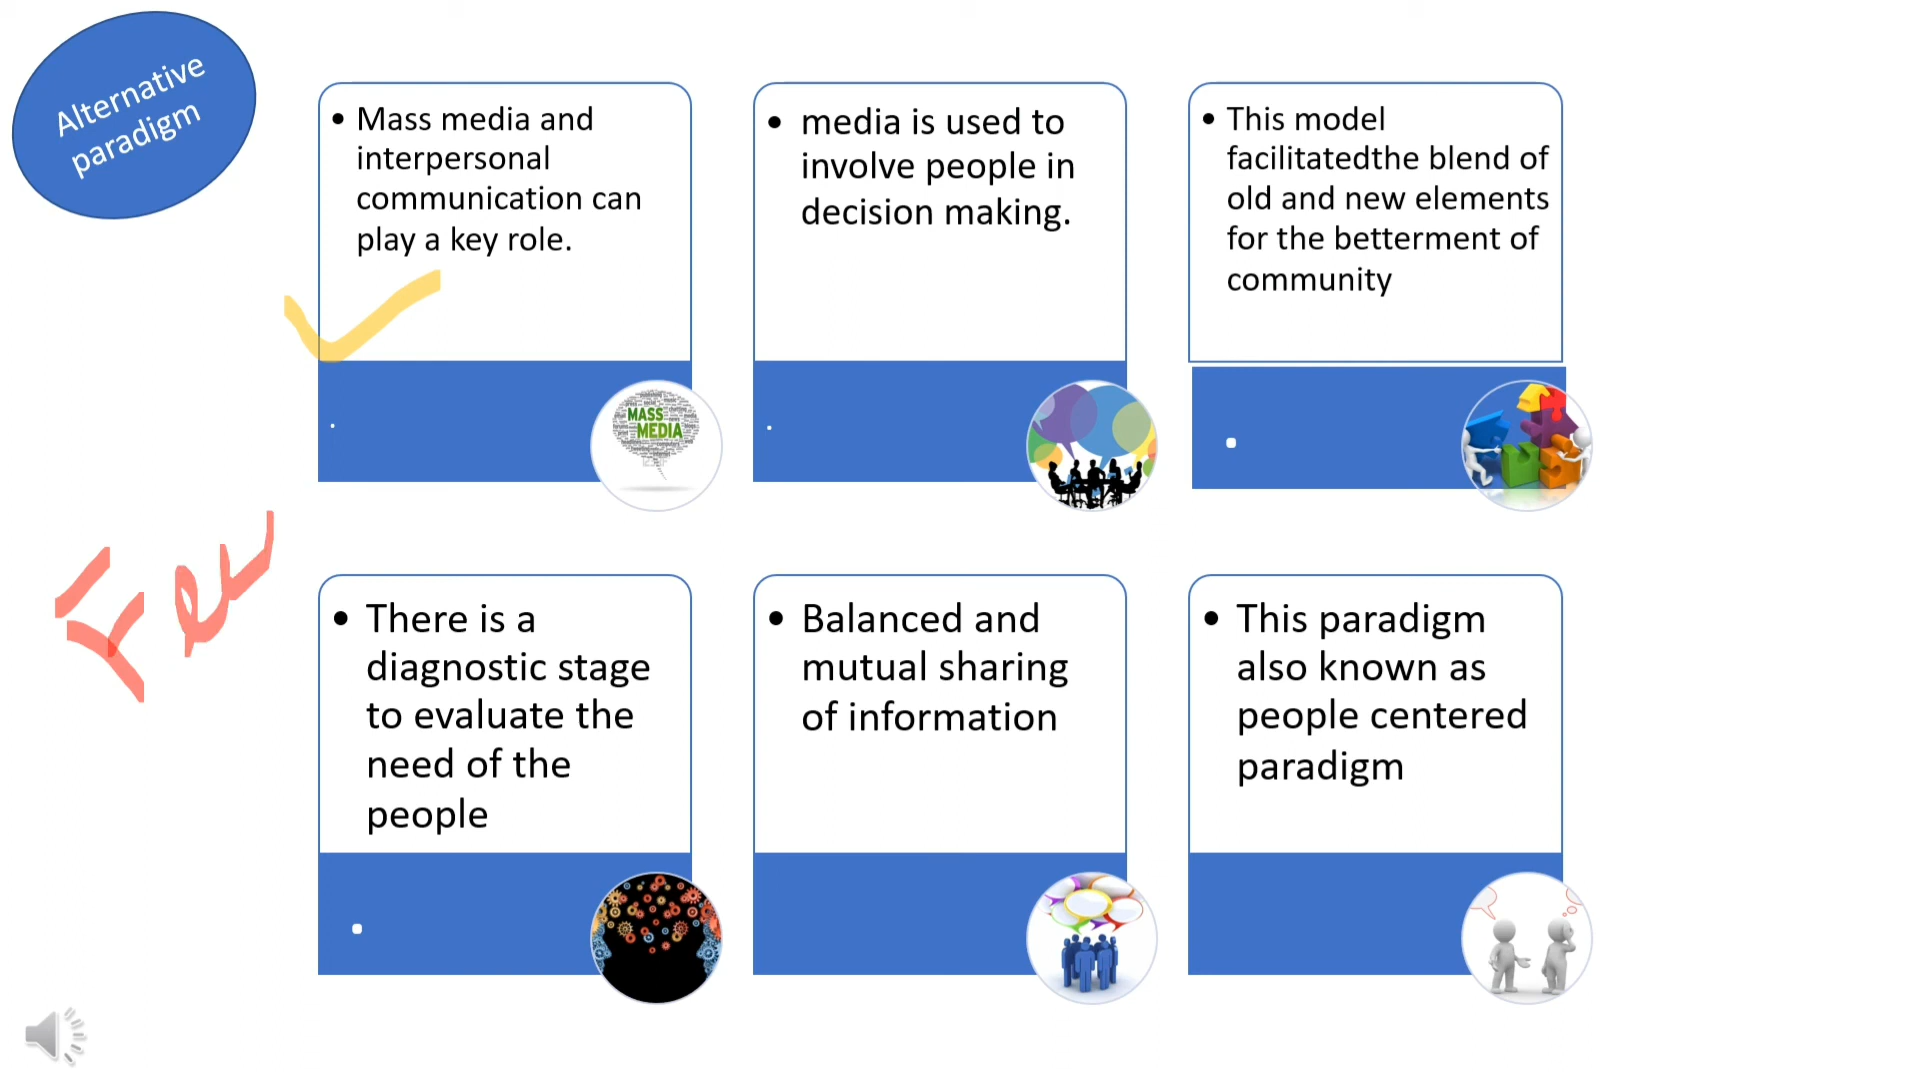 Alternative
paradigm
• Mass media and
interpersonal
communication can
play a key role.
• media is used to
involve people in
decision making.
• This model
facilitatedthe blend of
old and new elements
for the betterment of
community
MASS
MEDIA
• There is a
diagnostic stage
to evaluate the
need of the
people
• Balanced and
mutual sharing
of information
• This paradigm
also known as
people centered
paradigm